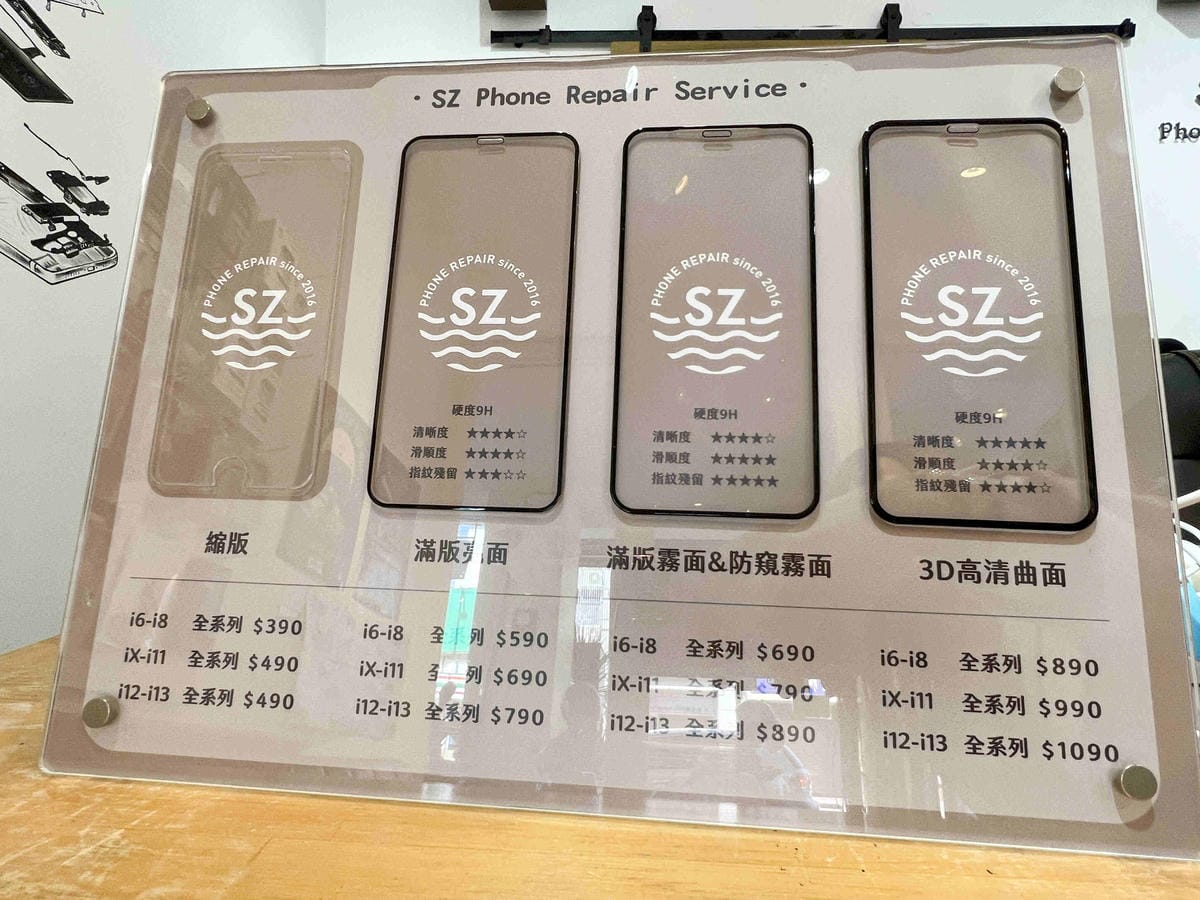 · SZ Phone Repair Service ·
Pho
PHONE REPAIR since 2016
SZ
縮版
i6-i8 全系列 $390
iX-i11 全系列 $490
i12-i13 全系列 $490
PHONE REPAIR since 2016
SZ
硬度9H
清晰度 ★★★★☆
滑順度 ★★★★☆
指紋殘留 ★★★☆☆
滿版亮面
i6-i8 全系列 $590
iX-i11 全系列 $690
i12-i13 全系列 $790
PHONE REPAIR since 2016
SZ
硬度9H
清晰度 ★★★★☆
滑順度 ★★★★★
指紋殘留 ★★★★★
滿版霧面&防窺霧面
i6-i8 全系列 $690
iX-i11 全系列 $790
i12-i13 全系列 $890
PHONE REPAIR since 2016
SZ
硬度9H
清晰度 ★★★★★
滑順度 ★★★★☆
指紋殘留 ★★★★☆
3D高清曲面
i6-i8 全系列 $890
iX-i11 全系列 $990
i12-i13 全系列 $1090